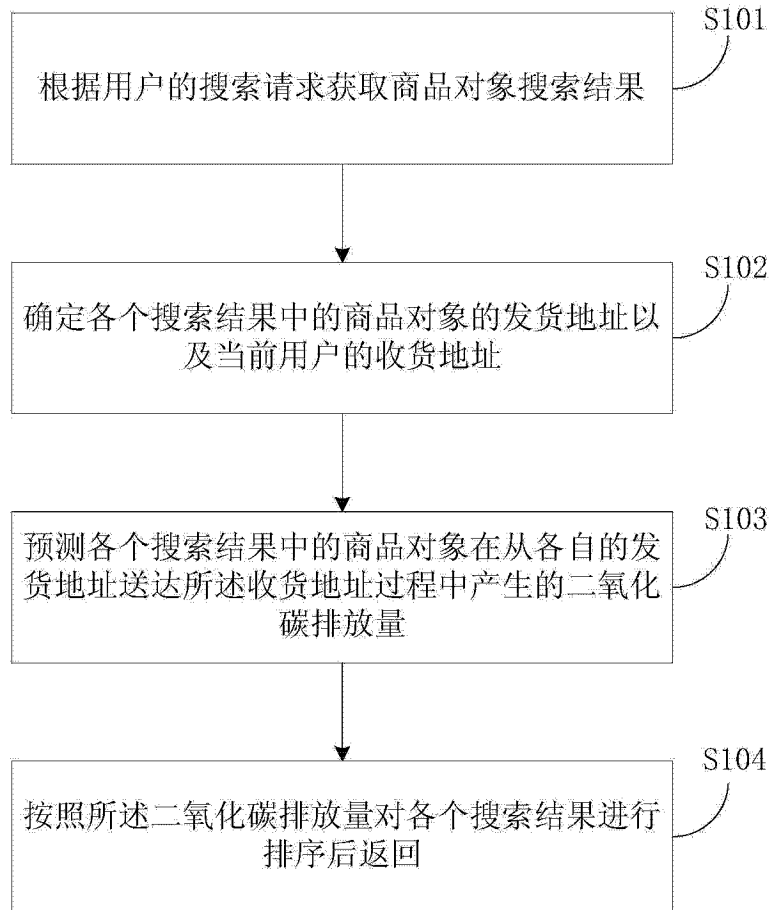 S101
根据用户的搜索请求获取商品对象搜索结果
S102
确定各个搜索结果中的商品对象的发货地址以
及当前用户的收货地址
S103
预测各个搜索结果中的商品对象在从各自的发
货地址送达所述收货地址过程中产生的二氧化
碳排放量
S104
按照所述二氧化碳排放量对各个搜索结果进行
排序后返回